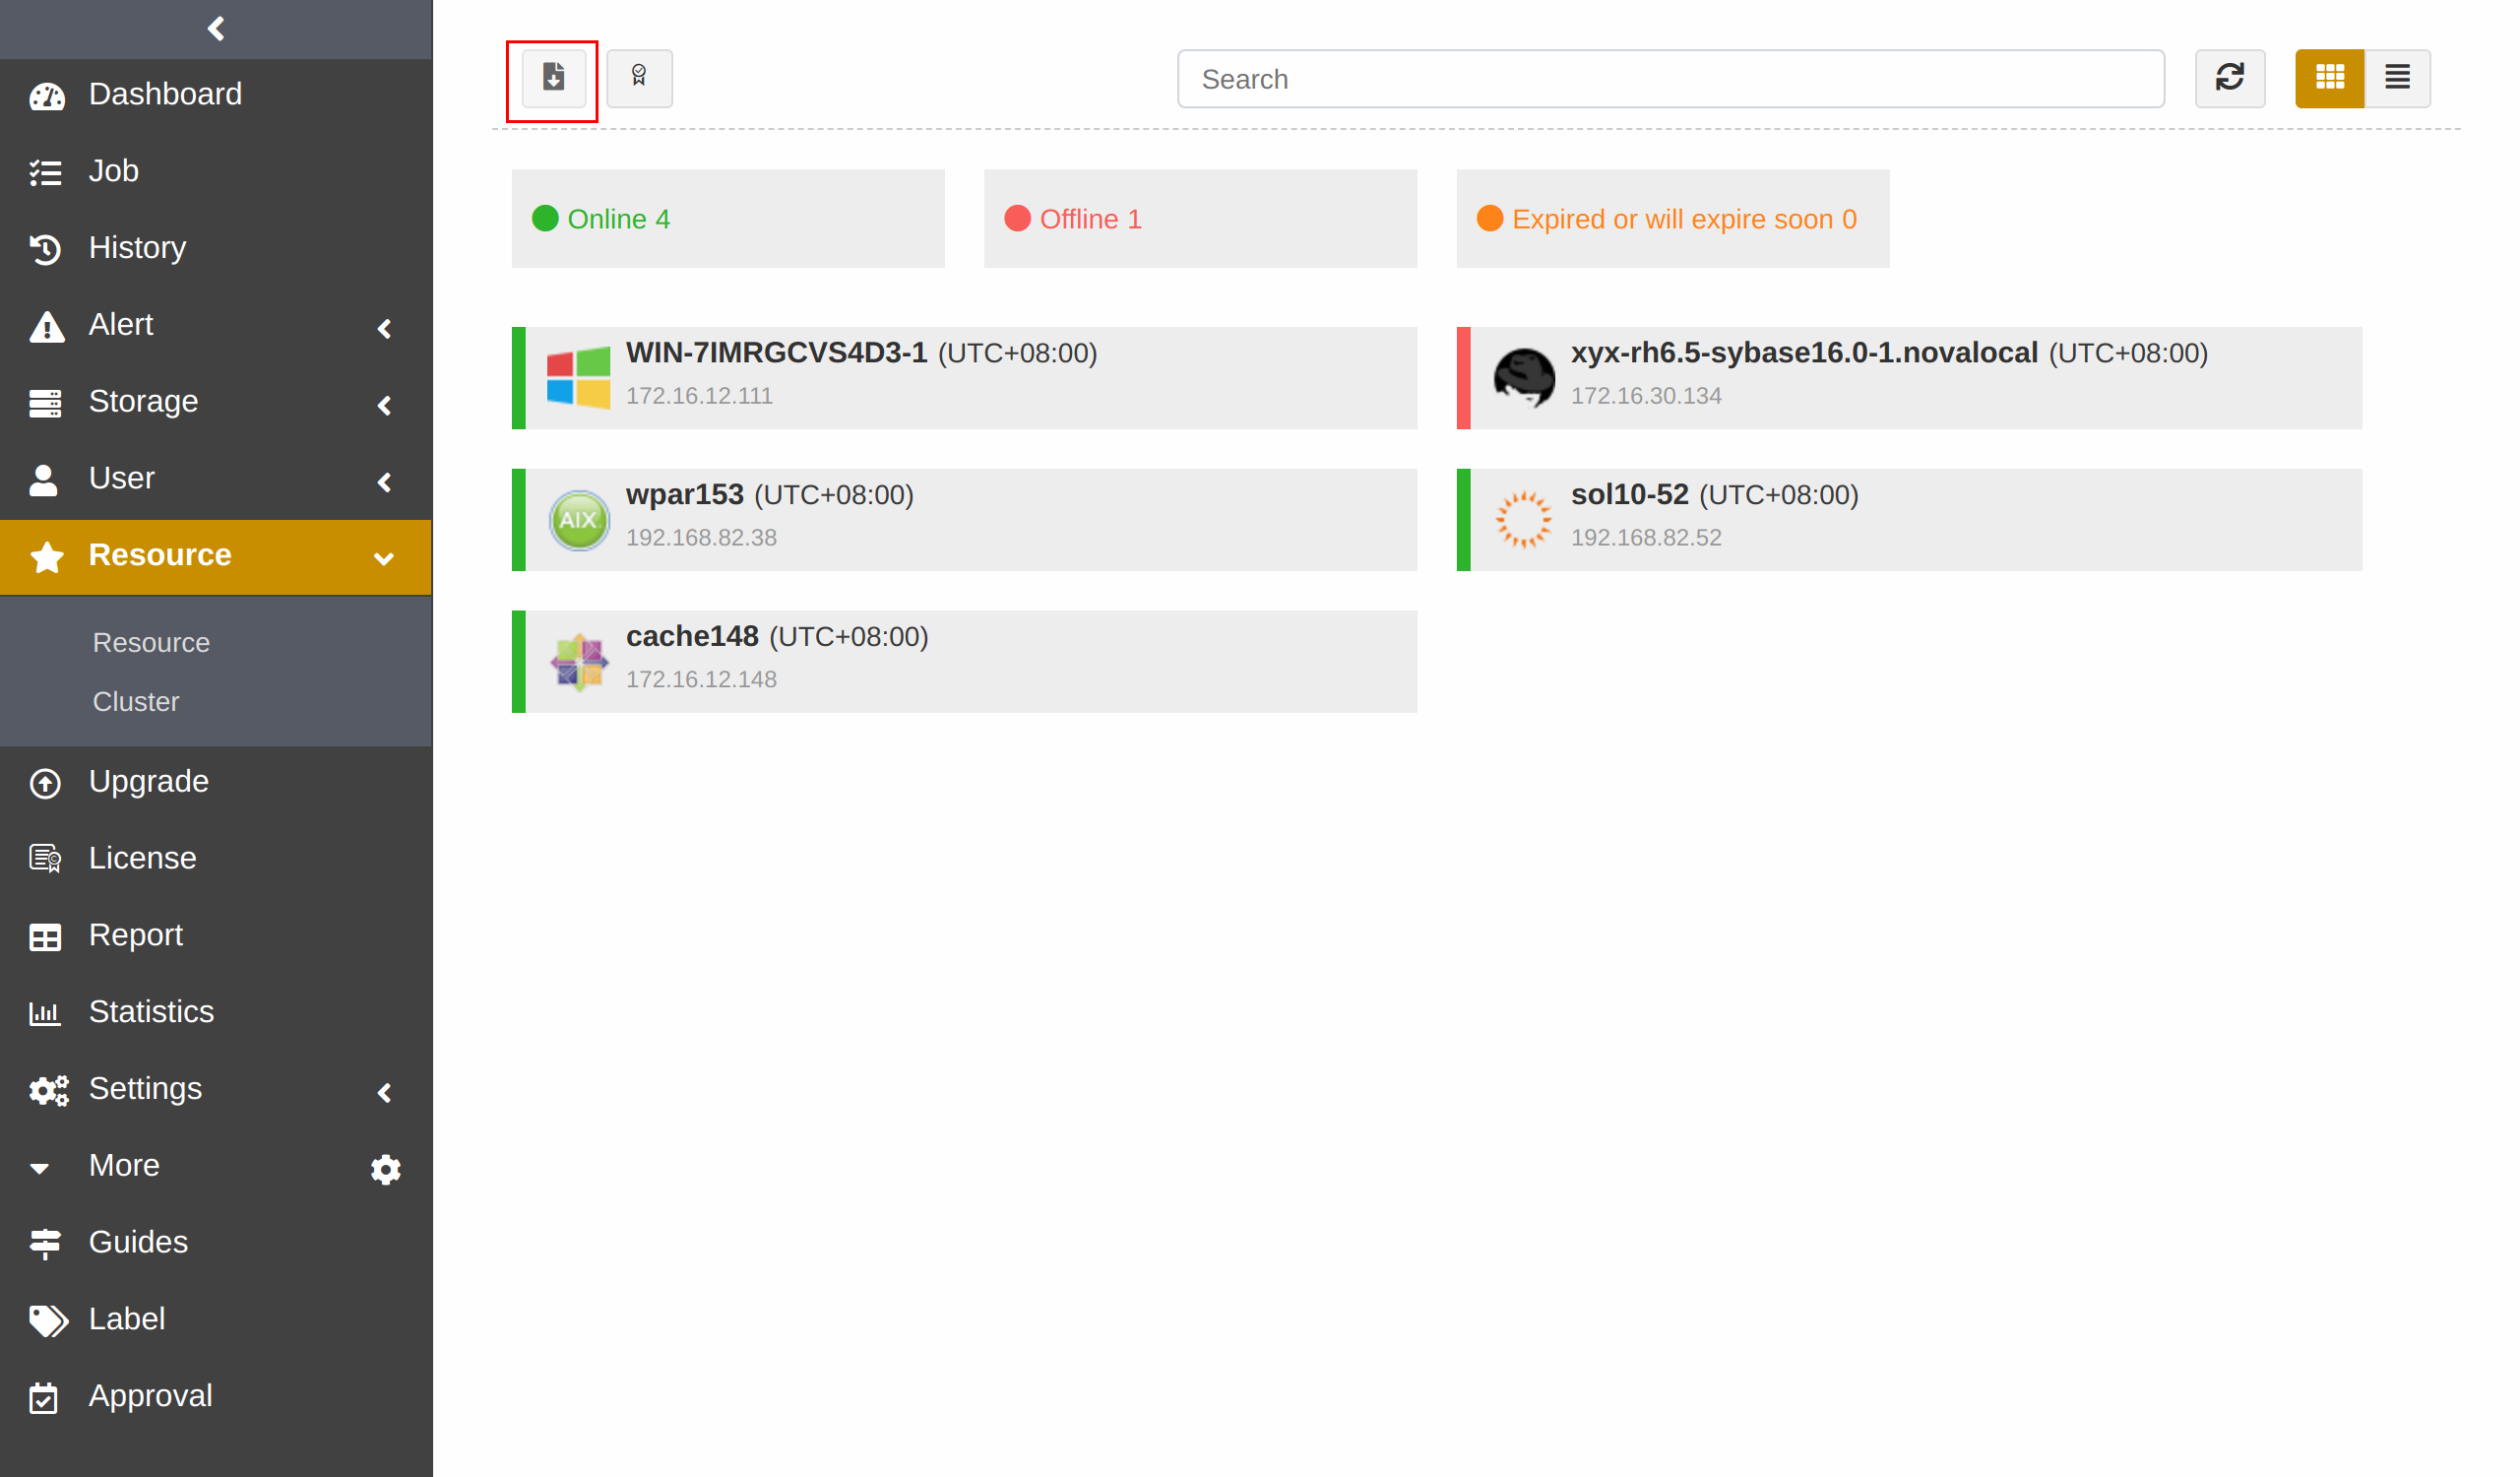 Dashboard
Job
History
Alert
Storage
User
Resource
Resource
Cluster
Upgrade
License
Report
Statistics
Settings
More
Guides
Label
Approval
Search
Online 4
Offline 1
Expired or will expire soon 0
WIN-7IMRGCVS4D3-1 (UTC+08:00)
172.16.12.111
xyx-rh6.5-sybase16.0-1.novalocal (UTC+08:00)
172.16.30.134
AIX
wpar153 (UTC+08:00)
192.168.82.38
sol10-52 (UTC+08:00)
192.168.82.52
cache148 (UTC+08:00)
172.16.12.148